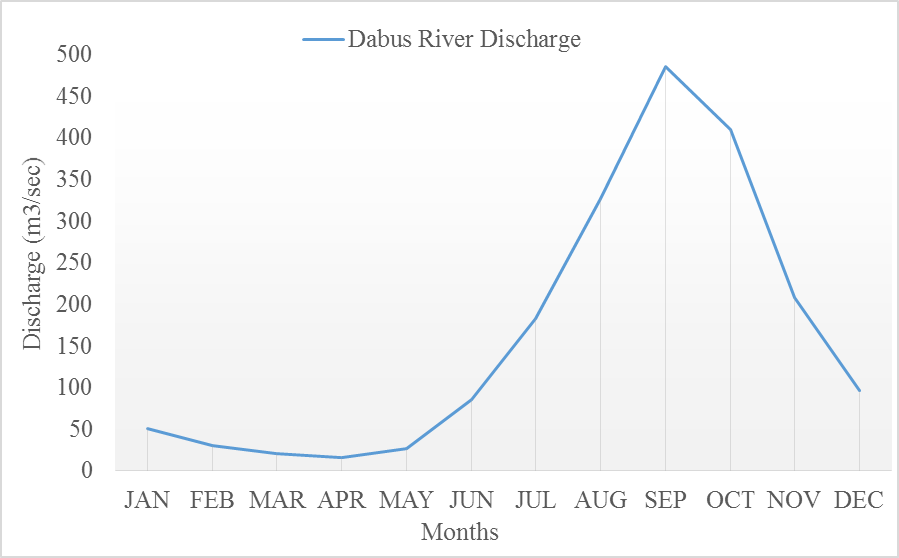 Dabus River Discharge
500
450
400
350
300
250
200
150
100
50
0
Discharge (m3/sec)
JAN FEB MAR APR MAY JUN JUL AUG SEP OCT NOV DEC
Months